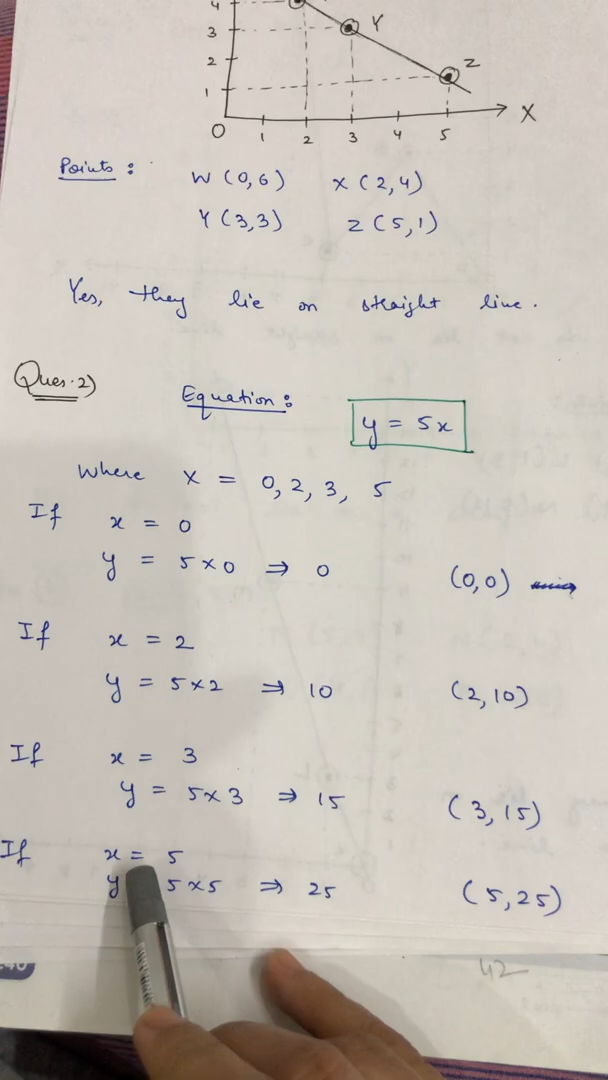 4
3 Y
2 Z
1
O 1 2 3 4 5 X
Points :
W (0,6) X (2,4)
Y (3,3) Z (5,1)
Yes, they lie on straight line.
Ques.2) Equation :
y = 5x
Where x = 0, 2, 3, 5
If x = 0
y = 5×0 ⇒ 0 (0,0)
If x = 2
y = 5×2 ⇒ 10 (2,10)
If x = 3
y = 5×3 ⇒ 15 (3,15)
If x = 5
y 5×5 ⇒ 25 (5,25)
42